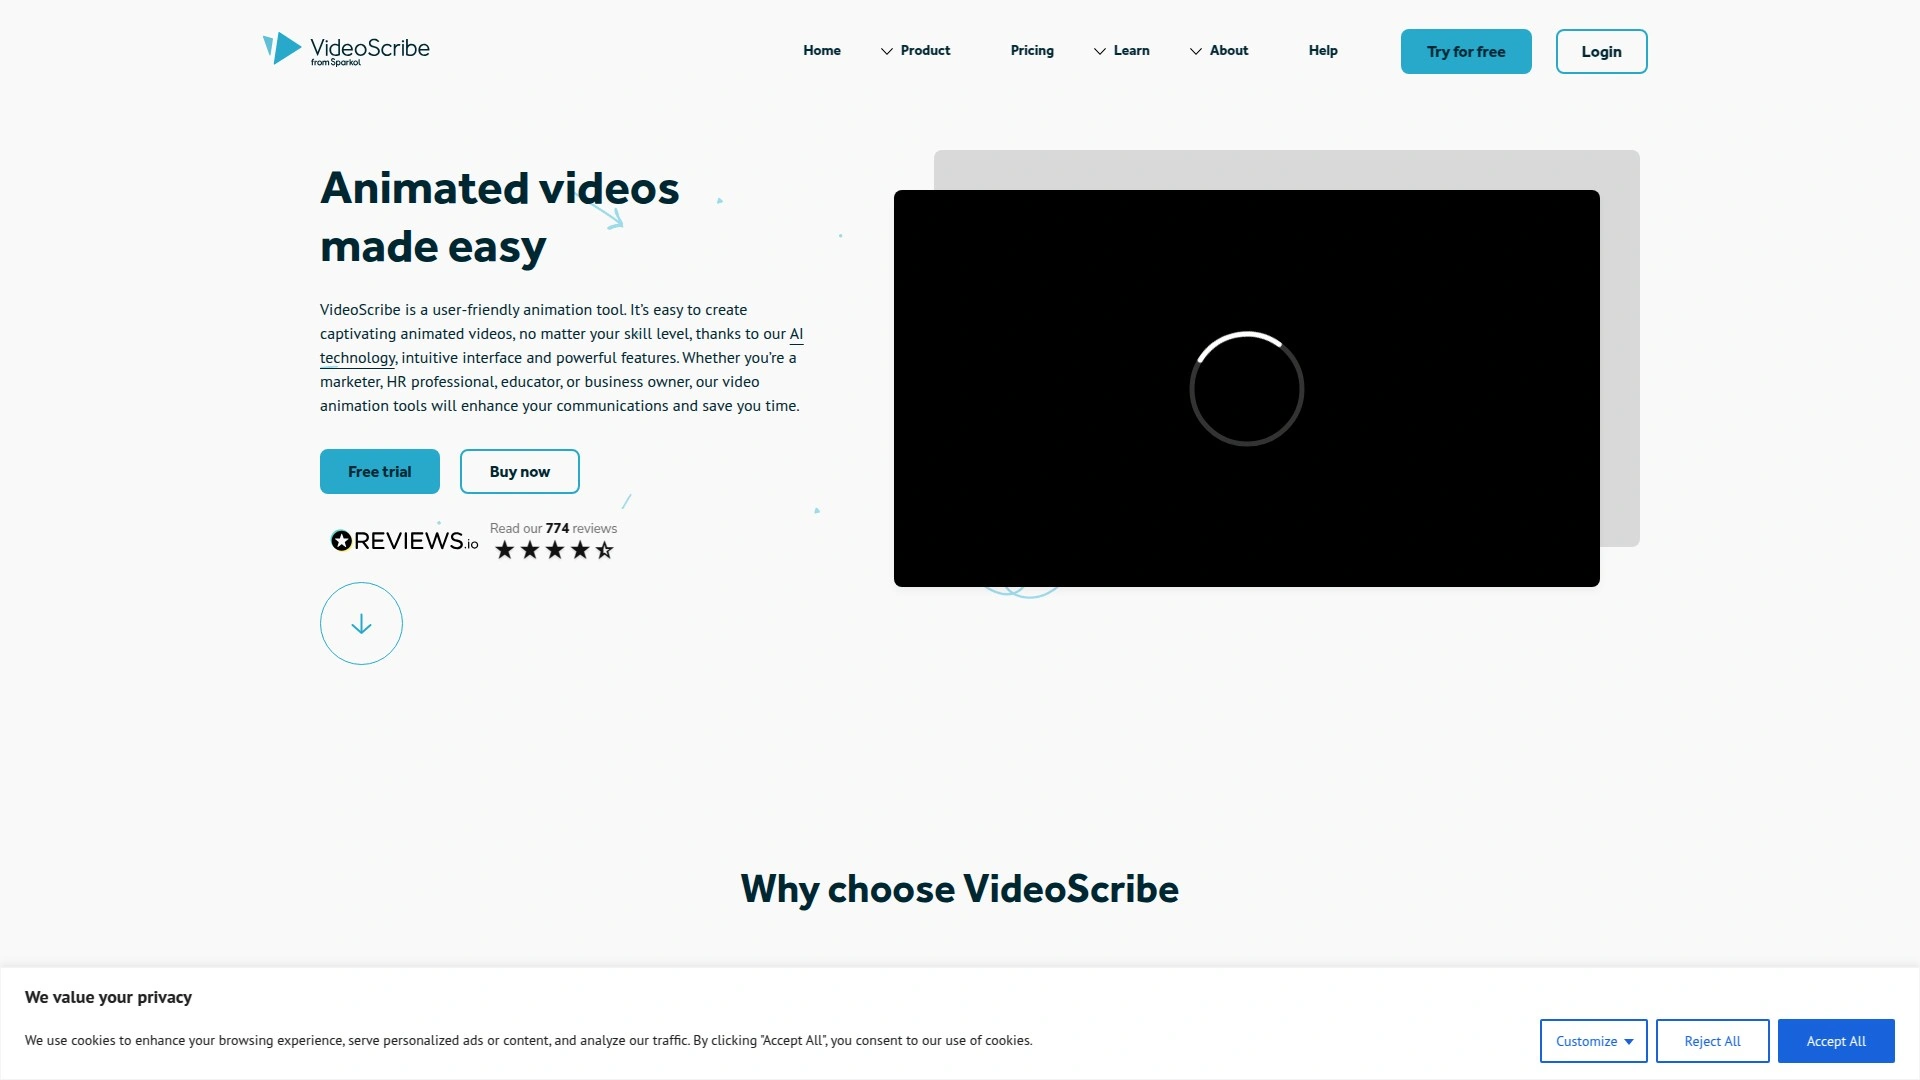 VideoScribe
from Sparkol
Home
Product
Pricing
Learn
About
Help
Try for free
Login
Animated videos
made easy
VideoScribe is a user-friendly animation tool. It’s easy to create
captivating animated videos, no matter your skill level, thanks to our AI
technology, intuitive interface and powerful features. Whether you’re a
marketer, HR professional, educator, or business owner, our video
animation tools will enhance your communications and save you time.
Free trial
Buy now
REVIEWS.io
Read our 774 reviews
Why choose VideoScribe
We value your privacy
We use cookies to enhance your browsing experience, serve personalized ads or content, and analyze our traffic. By clicking "Accept All", you consent to our use of cookies.
Customize
Reject All
Accept All